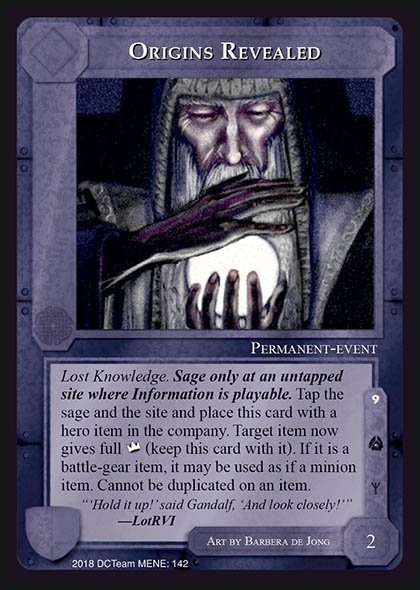 ORIGINS REVEALED
PERMANENT-EVENT
Lost Knowledge. Sage only at an untapped
site where Information is playable. Tap the
sage and the site and place this card with a
hero item in the company. Target item now
gives full (keep this card with it). If it is a
battle-gear item, it may be used as if a minion
item. Cannot be duplicated on an item.
“‘Hold it up!’ said Gandalf, ‘And look closely!’”
—LotRVI
9
ART BY BARBERA DE JONG
2
2018 DCTeam MENE: 142